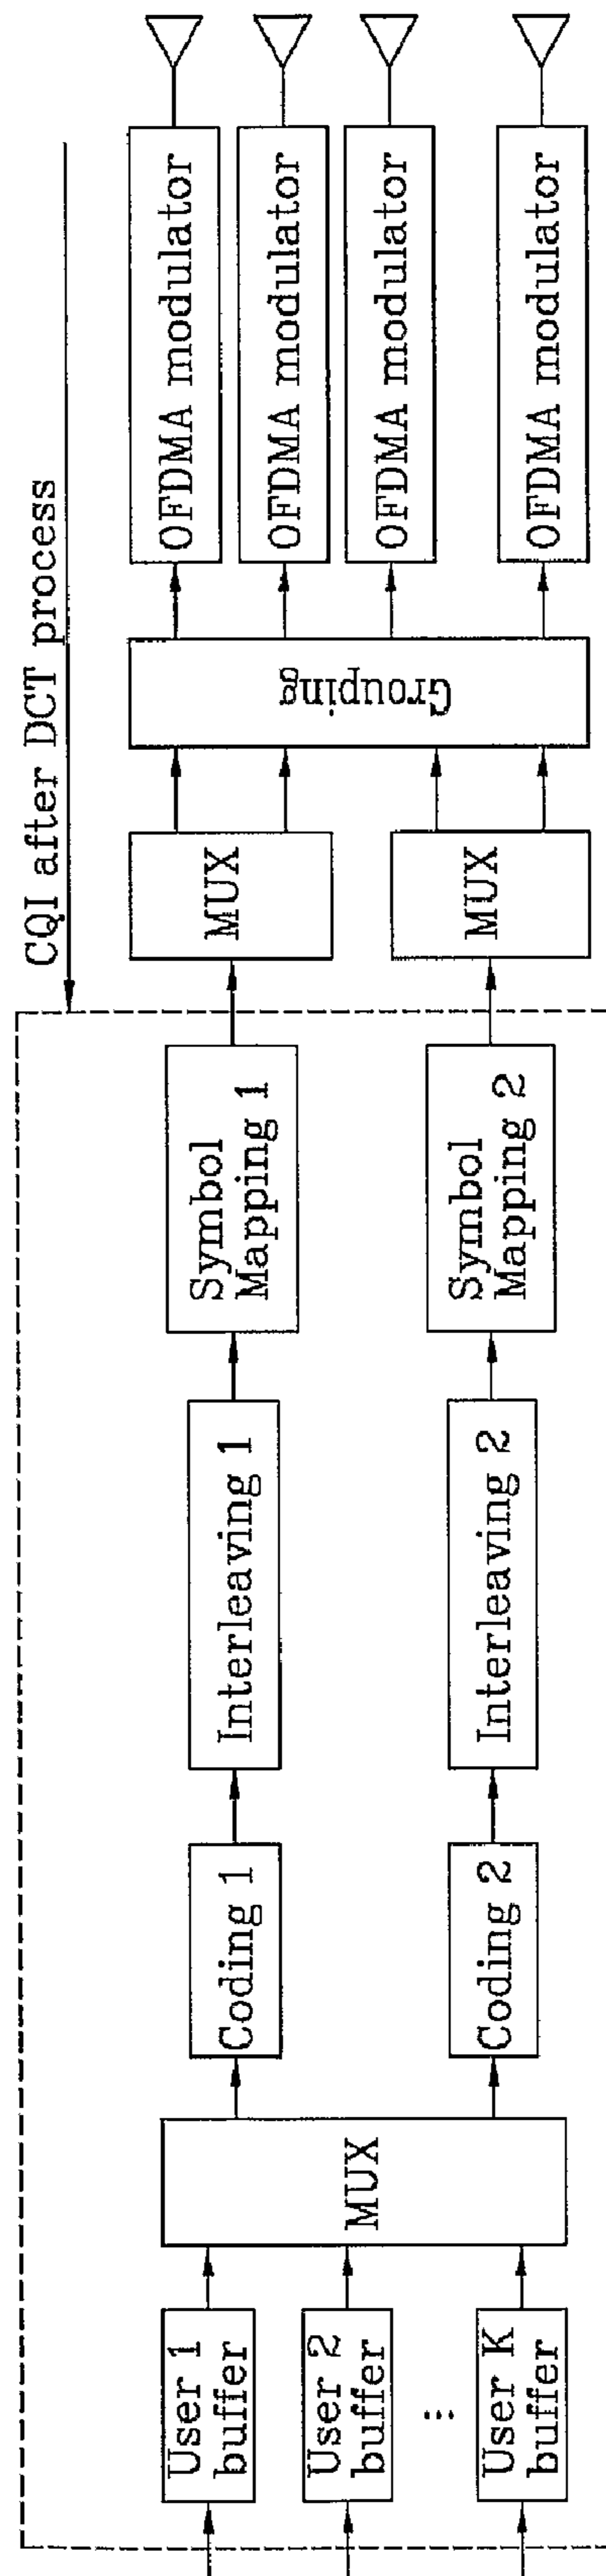 CQI after DCT process
User 1
buffer
User 2
buffer
...
User K
buffer
MUX
Coding 1
Interleaving 1
Symbol
Mapping 1
MUX
Coding 2
Interleaving 2
Symbol
Mapping 2
MUX
Grouping
OFDMA modulator
OFDMA modulator
OFDMA modulator
OFDMA modulator